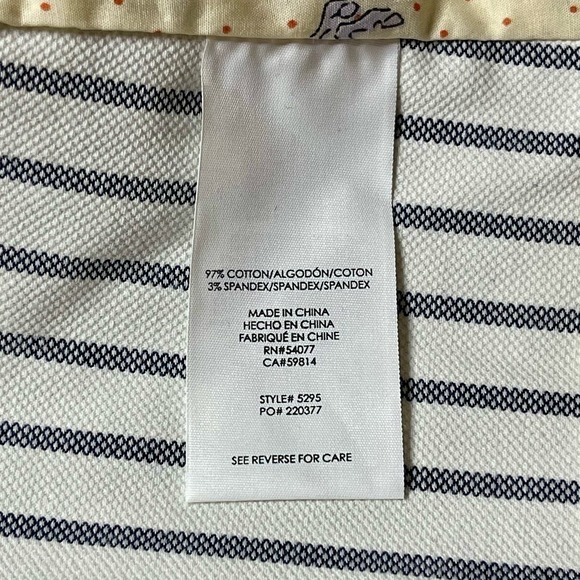 97% COTTON/ALGODÓN/COTON
3% SPANDEX/SPANDEX/SPANDEX
MADE IN CHINA
HECHO EN CHINA
FABRIQUÉ EN CHINE
RN#54077
CA#59814
STYLE# 5295
PO# 220377
SEE REVERSE FOR CARE